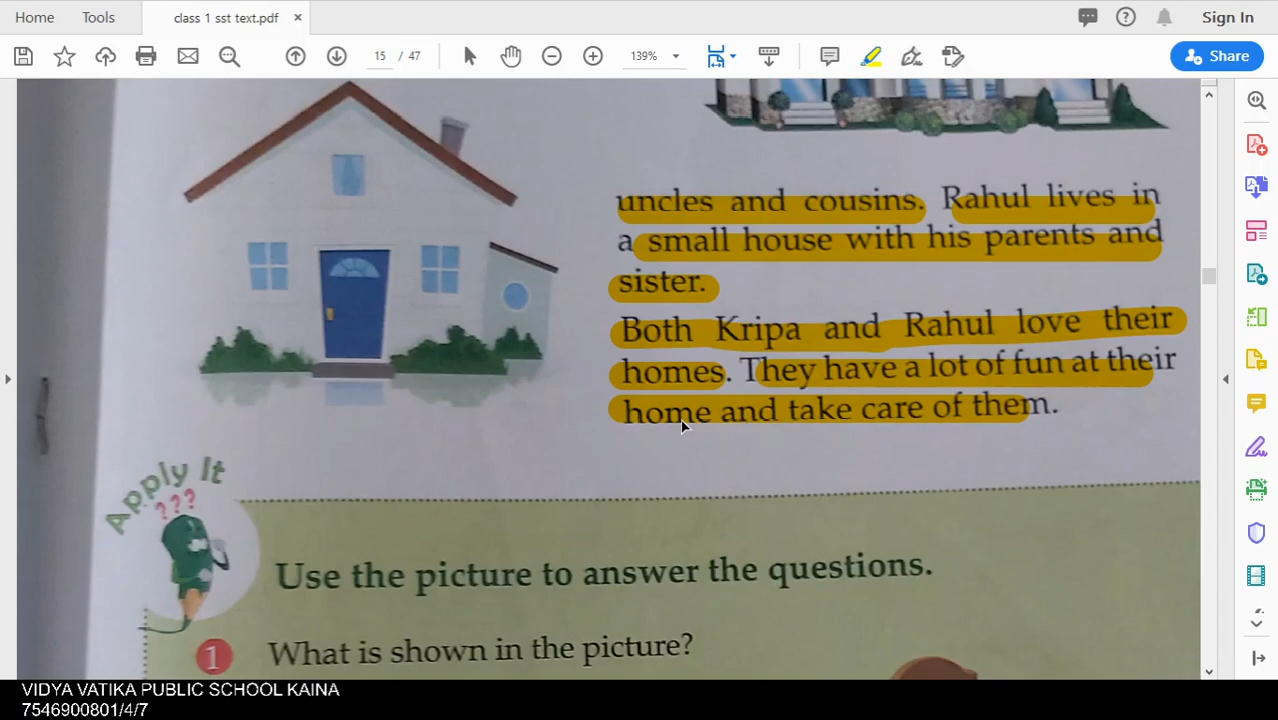 Home Tools class 1 sst text.pdf × Sign In
15 / 47 139% Share
uncles and cousins. Rahul lives in
a small house with his parents and
sister.
Both Kripa and Rahul love their
homes. They have a lot of fun at their
home and take care of them.
Apply It
???
Use the picture to answer the questions.
1 What is shown in the picture?
VIDYA VATIKA PUBLIC SCHOOL KAINA
7546900801/4/7